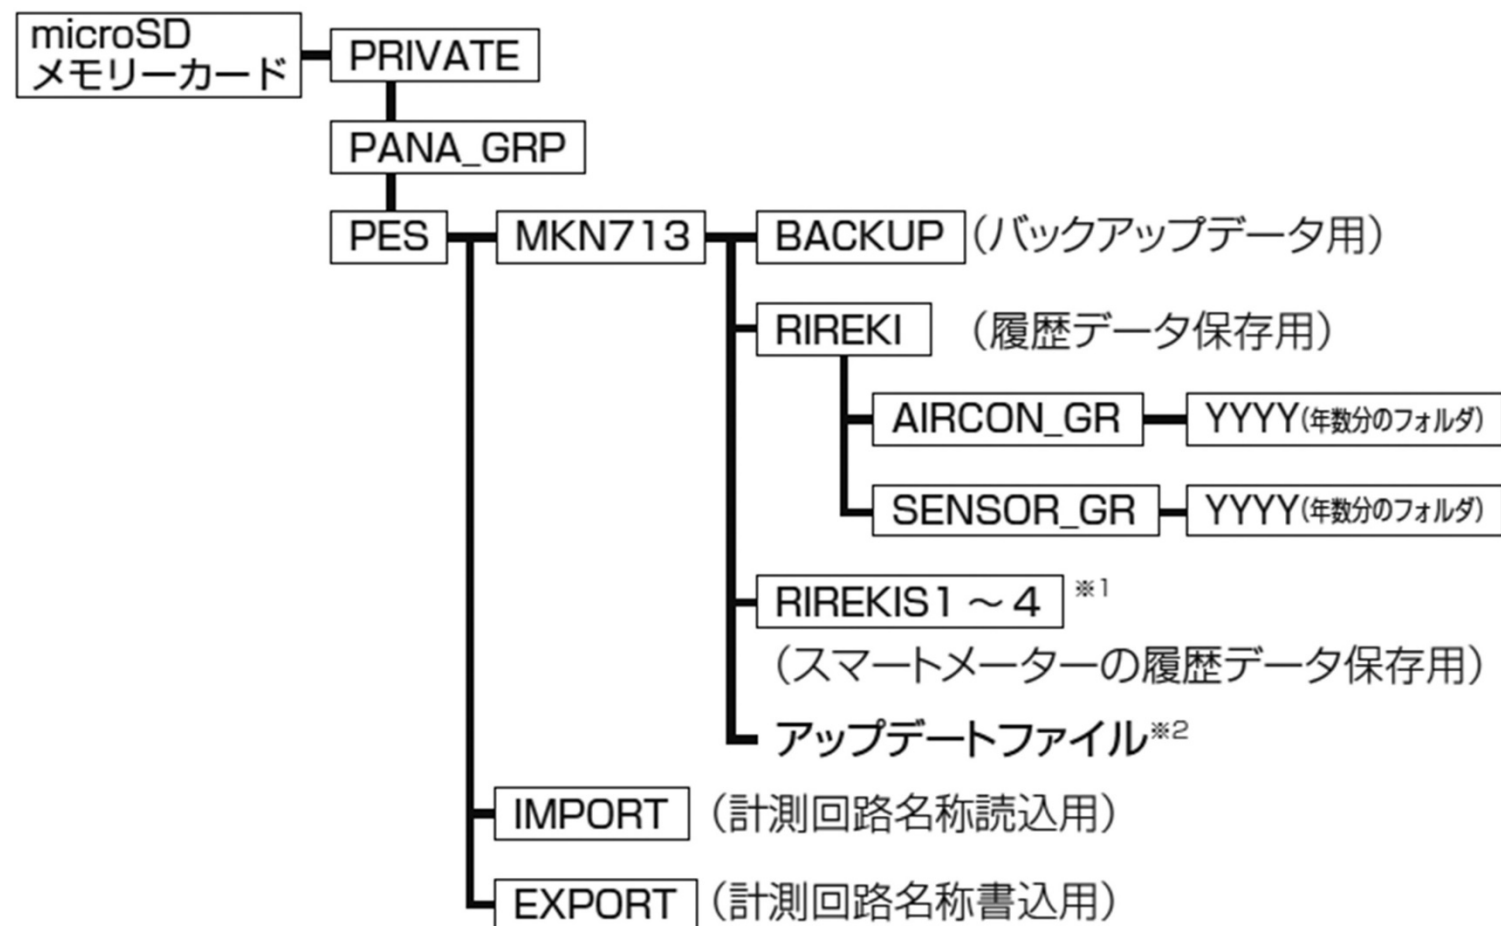 microSD
メモリーカード
PRIVATE
PANA_GRP
PES
MKN713
BACKUP
（バックアップデータ用）
RIREKI
（履歴データ保存用）
AIRCON_GR
YYYY（年数分のフォルダ）
SENSOR_GR
YYYY（年数分のフォルダ）
RIREKIS1～4 ※1
（スマートメーターの履歴データ保存用）
アップデートファイル※2
IMPORT
（計測回路名称読込用）
EXPORT
（計測回路名称書込用）